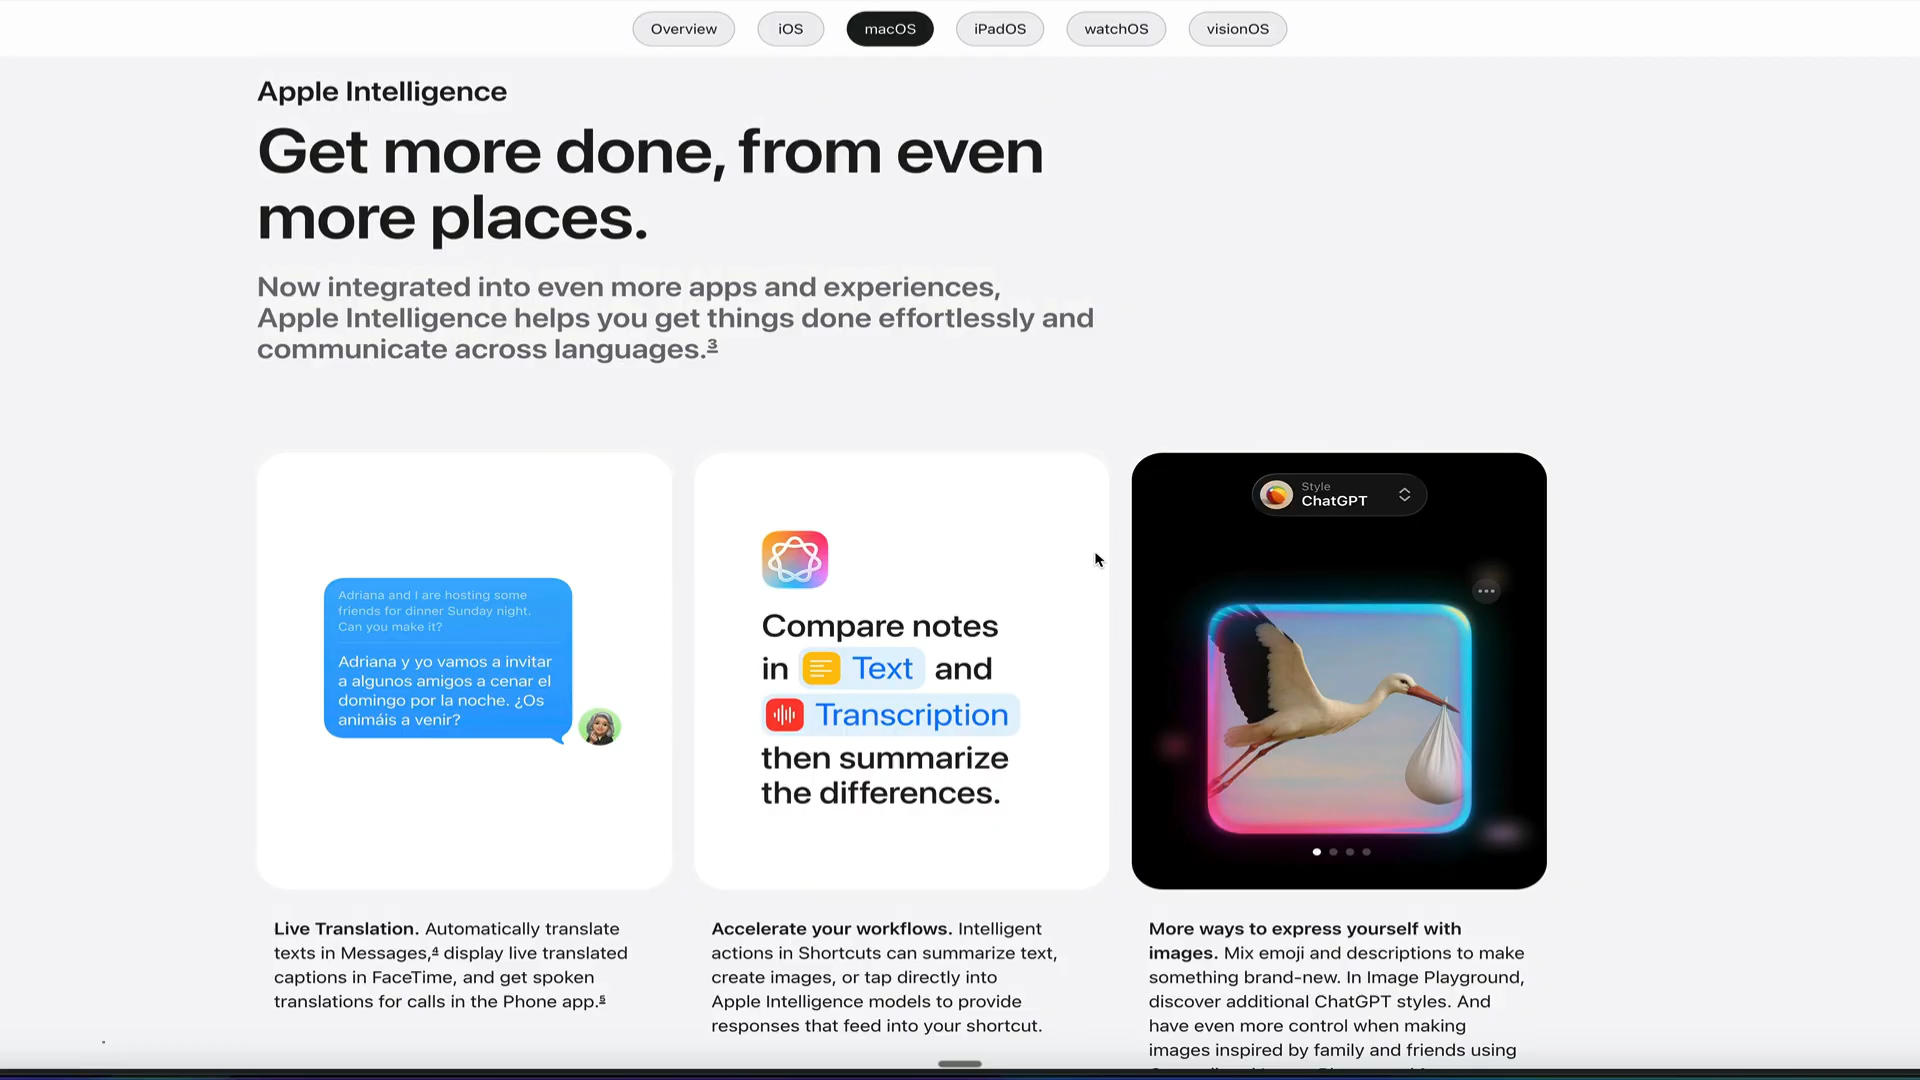 Overview
iOS
macOS
iPadOS
watchOS
visionOS
Apple Intelligence
Get more done, from even
more places.
Now integrated into even more apps and experiences,
Apple Intelligence helps you get things done effortlessly and
communicate across languages.³
Adriana and I are hosting some
friends for dinner Sunday night.
Can you make it?
Adriana y yo vamos a invitar
a algunos amigos a cenar el
domingo por la noche. ¿Os
animáis a venir?
Compare notes
in Text and
Transcription
then summarize
the differences.
Style
ChatGPT
Live Translation. Automatically translate
texts in Messages,⁴ display live translated
captions in FaceTime, and get spoken
translations for calls in the Phone app.⁵
Accelerate your workflows. Intelligent
actions in Shortcuts can summarize text,
create images, or tap directly into
Apple Intelligence models to provide
responses that feed into your shortcut.
More ways to express yourself with
images. Mix emoji and descriptions to make
something brand-new. In Image Playground,
discover additional ChatGPT styles. And
have even more control when making
images inspired by family and friends using